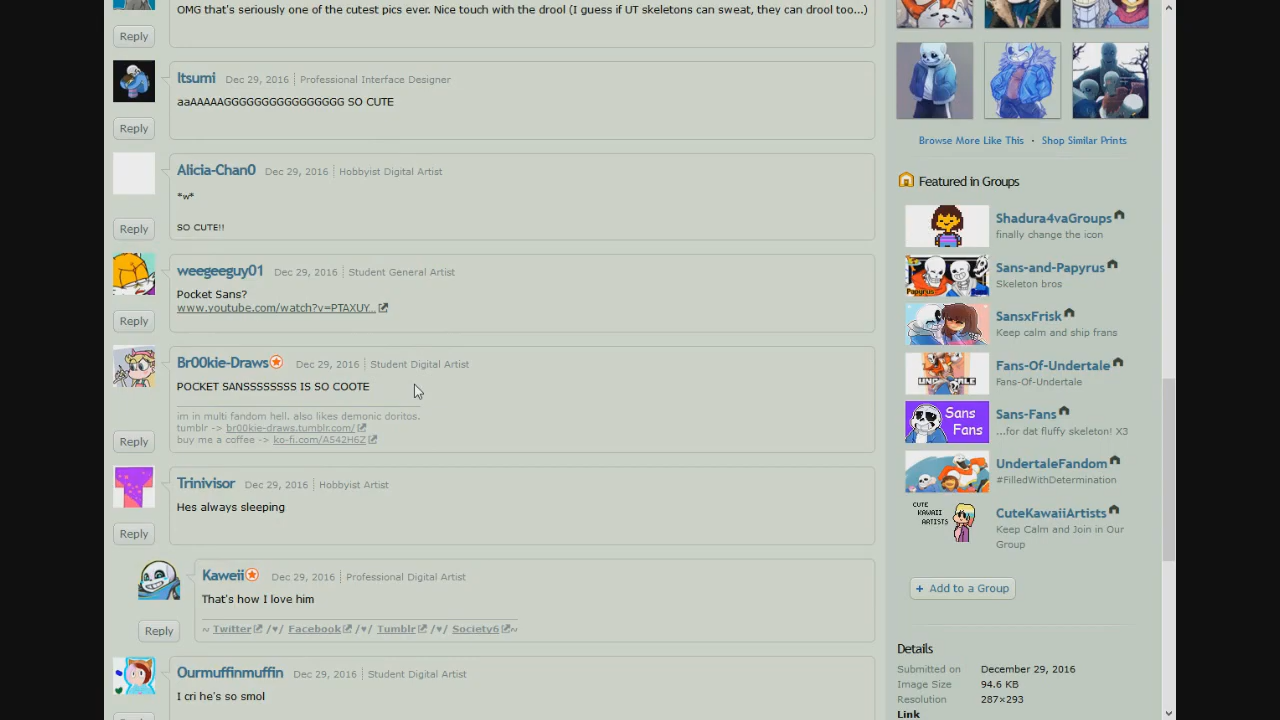 OMG that's seriously one of the cutest pics ever. Nice touch with the drool (I guess if UT skeletons can sweat, they can drool too...)
Reply
Itsumi Dec 29, 2016 | Professional Interface Designer
aaAAAAAGGGGGGGGGGGGGGGGG SO CUTE
Reply
Alicia-Chan0 Dec 29, 2016 | Hobbyist Digital Artist
*w*
SO CUTE!!
Reply
weegeeguy01 Dec 29, 2016 | Student General Artist
Pocket Sans?
www.youtube.com/watch?v=PTAXUY...
Reply
Br00kie-Draws Dec 29, 2016 | Student Digital Artist
POCKET SANSSSSSSSS IS SO COOTE
im in multi fandom hell. also likes demonic doritos.
tumblr -> br00kie-draws.tumblr.com/
buy me a coffee -> ko-fi.com/A542H6Z
Reply
Trinivisor Dec 29, 2016 | Hobbyist Artist
Hes always sleeping
Reply
Kaweii Dec 29, 2016 | Professional Digital Artist
That's how I love him
~ Twitter /♥/ Facebook /♥/ Tumblr /♥/ Society6 ~
Reply
Ourmuffinmuffin Dec 29, 2016 | Student Digital Artist
I cri he's so smol
Browse More Like This · Shop Similar Prints
Featured in Groups
Shadura4vaGroups
finally change the icon
Sans-and-Papyrus
Skeleton bros
Papyrus
SansxFrisk
Keep calm and ship frans
Fans-Of-Undertale
Fans-Of-Undertale
Sans
Fans
Sans-Fans
...for dat fluffy skeleton! X3
UndertaleFandom
#FilledWithDetermination
CUTE
KAWAII
ARTISTS
CuteKawaiiArtists
Keep Calm and Join in Our
Group
+ Add to a Group
Details
Submitted on December 29, 2016
Image Size 94.6 KB
Resolution 287×293
Link